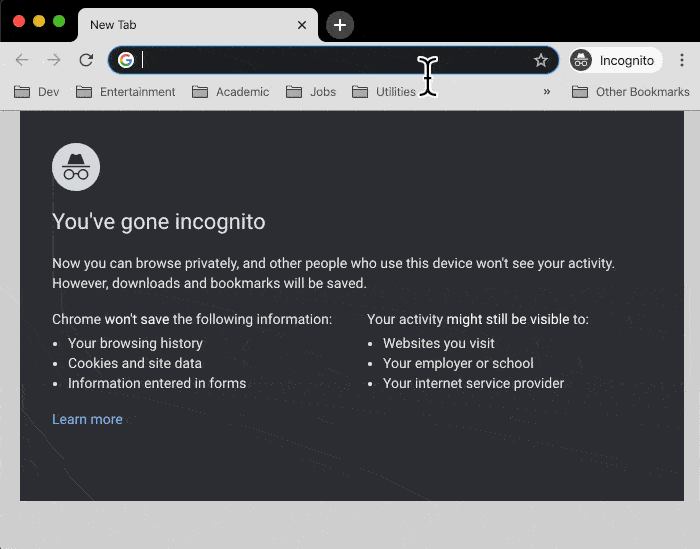 New Tab
G
Incognito
Dev Entertainment Academic Jobs Utilities » Other Bookmarks
You've gone incognito
Now you can browse privately, and other people who use this device won't see your activity.
However, downloads and bookmarks will be saved.
Chrome won't save the following information:
• Your browsing history
• Cookies and site data
• Information entered in forms
Your activity might still be visible to:
• Websites you visit
• Your employer or school
• Your internet service provider
Learn more